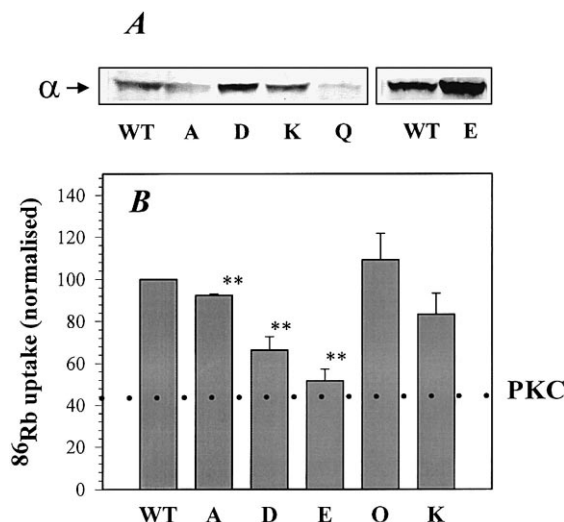 A
α
WT A D K Q WT E
B
140
120
100
80
60
40
20
0
86Rb uptake (normalised)
** ** **
PKC
WT A D E Q K